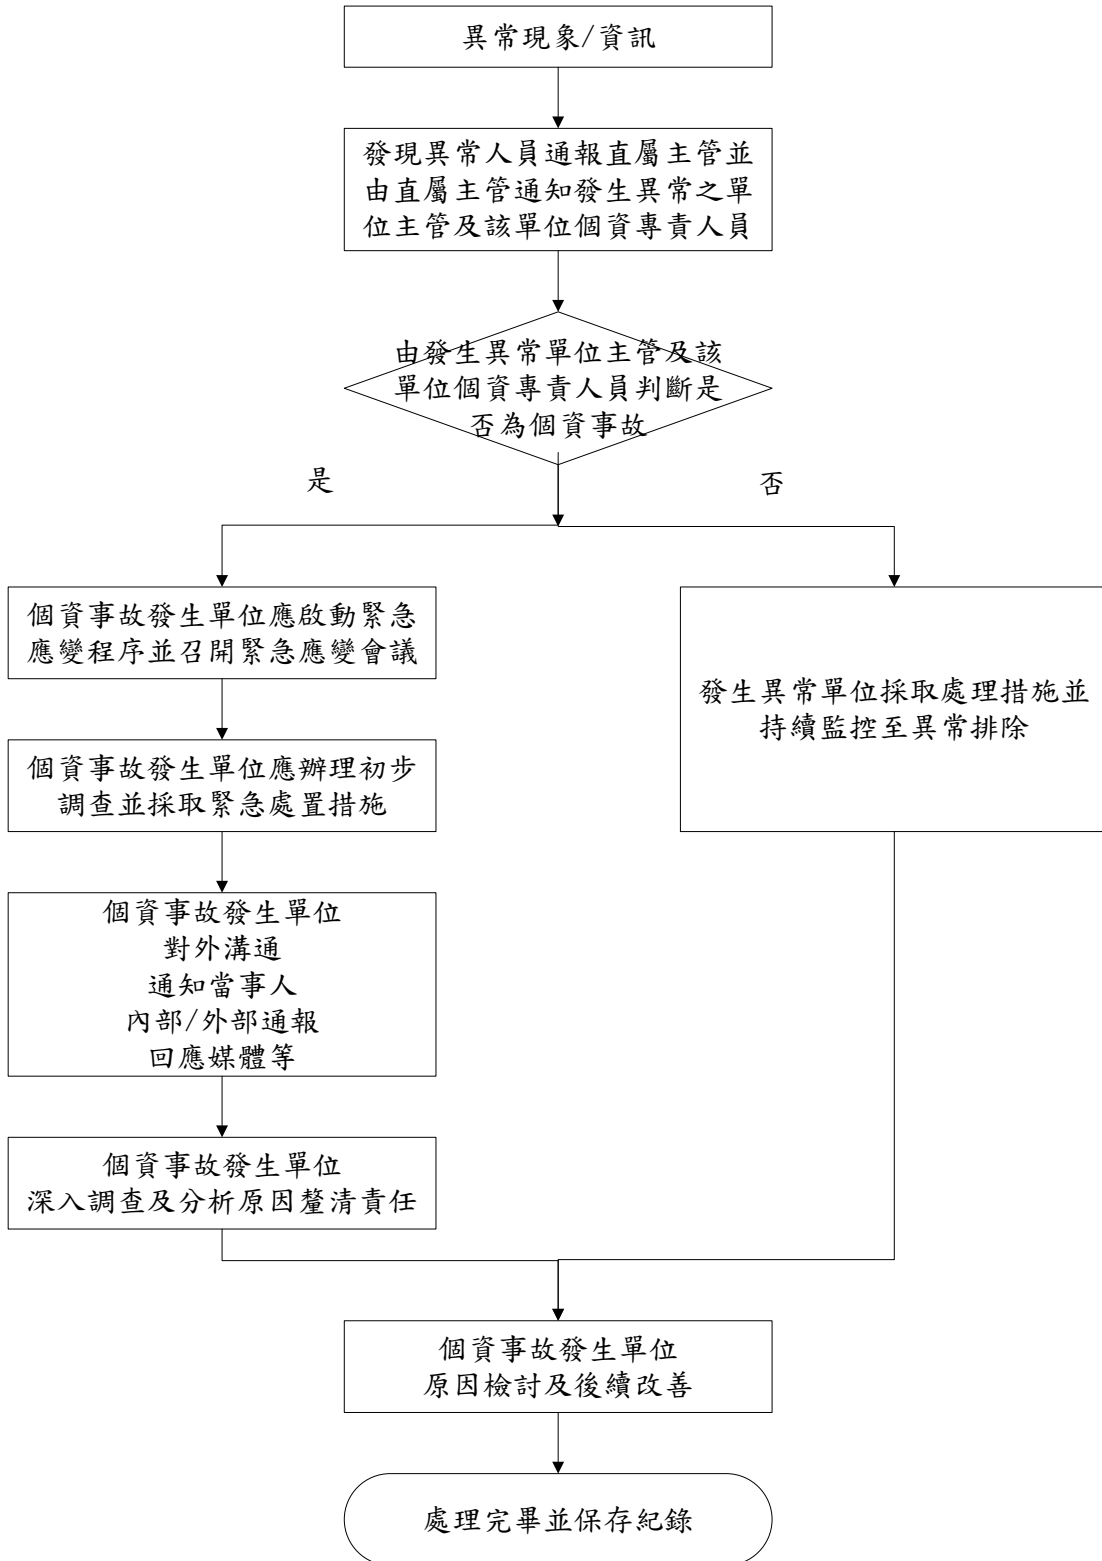 異常現象/資訊
發現異常人員通報直屬主管並
由直屬主管通知發生異常之單
位主管及該單位個資專責人員
由發生異常單位主管及該
單位個資專責人員判斷是
否為個資事故
是
否
個資事故發生單位應啟動緊急
應變程序並召開緊急應變會議
發生異常單位採取處理措施並
持續監控至異常排除
個資事故發生單位應辦理初步
調查並採取緊急處置措施
個資事故發生單位
對外溝通
通知當事人
內部/外部通報
回應媒體等
個資事故發生單位
深入調查及分析原因釐清責任
個資事故發生單位
原因檢討及後續改善
處理完畢並保存紀錄